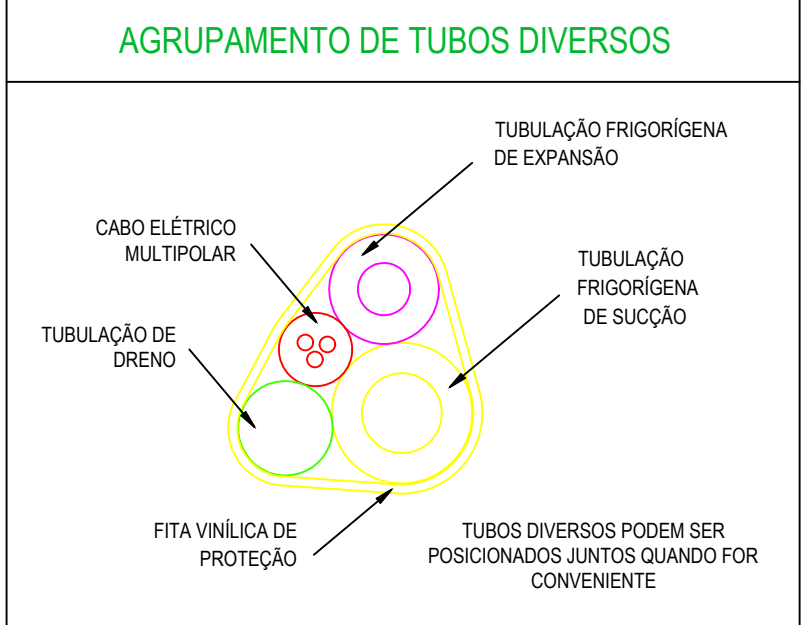 AGRUPAMENTO DE TUBOS DIVERSOS
TUBULAÇÃO FRIGORÍGENA
DE EXPANSÃO
CABO ELÉTRICO
MULTIPOLAR
TUBULAÇÃO
FRIGORÍGENA
DE SUCÇÃO
TUBULAÇÃO DE
DRENO
FITA VINÍLICA DE
PROTEÇÃO
TUBOS DIVERSOS PODEM SER
POSICIONADOS JUNTOS QUANDO FOR
CONVENIENTE